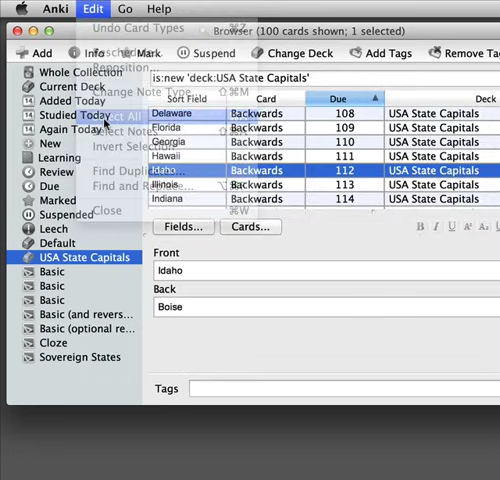 Anki Edit Go Help
Browser (100 cards shown; 1 selected)
Undo Card Types ⌘Z
Add Info Mark Suspend Change Deck Add Tags Remove Ta
Reposition...
Whole Collection
is:new 'deck:USA State Capitals'
Current Deck
Change Note Type... ⇧⌘M
Added Today
Sort Field Card Due Deck
Studied Today
Select All
Delaware Backwards 108 USA State Capitals
Again Today
Select Notes
Florida Backwards 109 USA State Capitals
New
Invert Selection
Georgia Backwards 110 USA State Capitals
Learning
Hawaii Backwards 111 USA State Capitals
Review
Find Duplicates...
Idaho Backwards 112 USA State Capitals
Due
Find and Replace...
Illinois Backwards 113 USA State Capitals
Marked
Indiana Backwards 114 USA State Capitals
Suspended
Close ⌘W
Leech
Fields... Cards... B I U
Default
USA State Capitals
Front
Basic
Idaho
Basic
Back
Basic
Boise
Basic (and revers...
Basic (optional re...
Cloze
Sovereign States
Tags